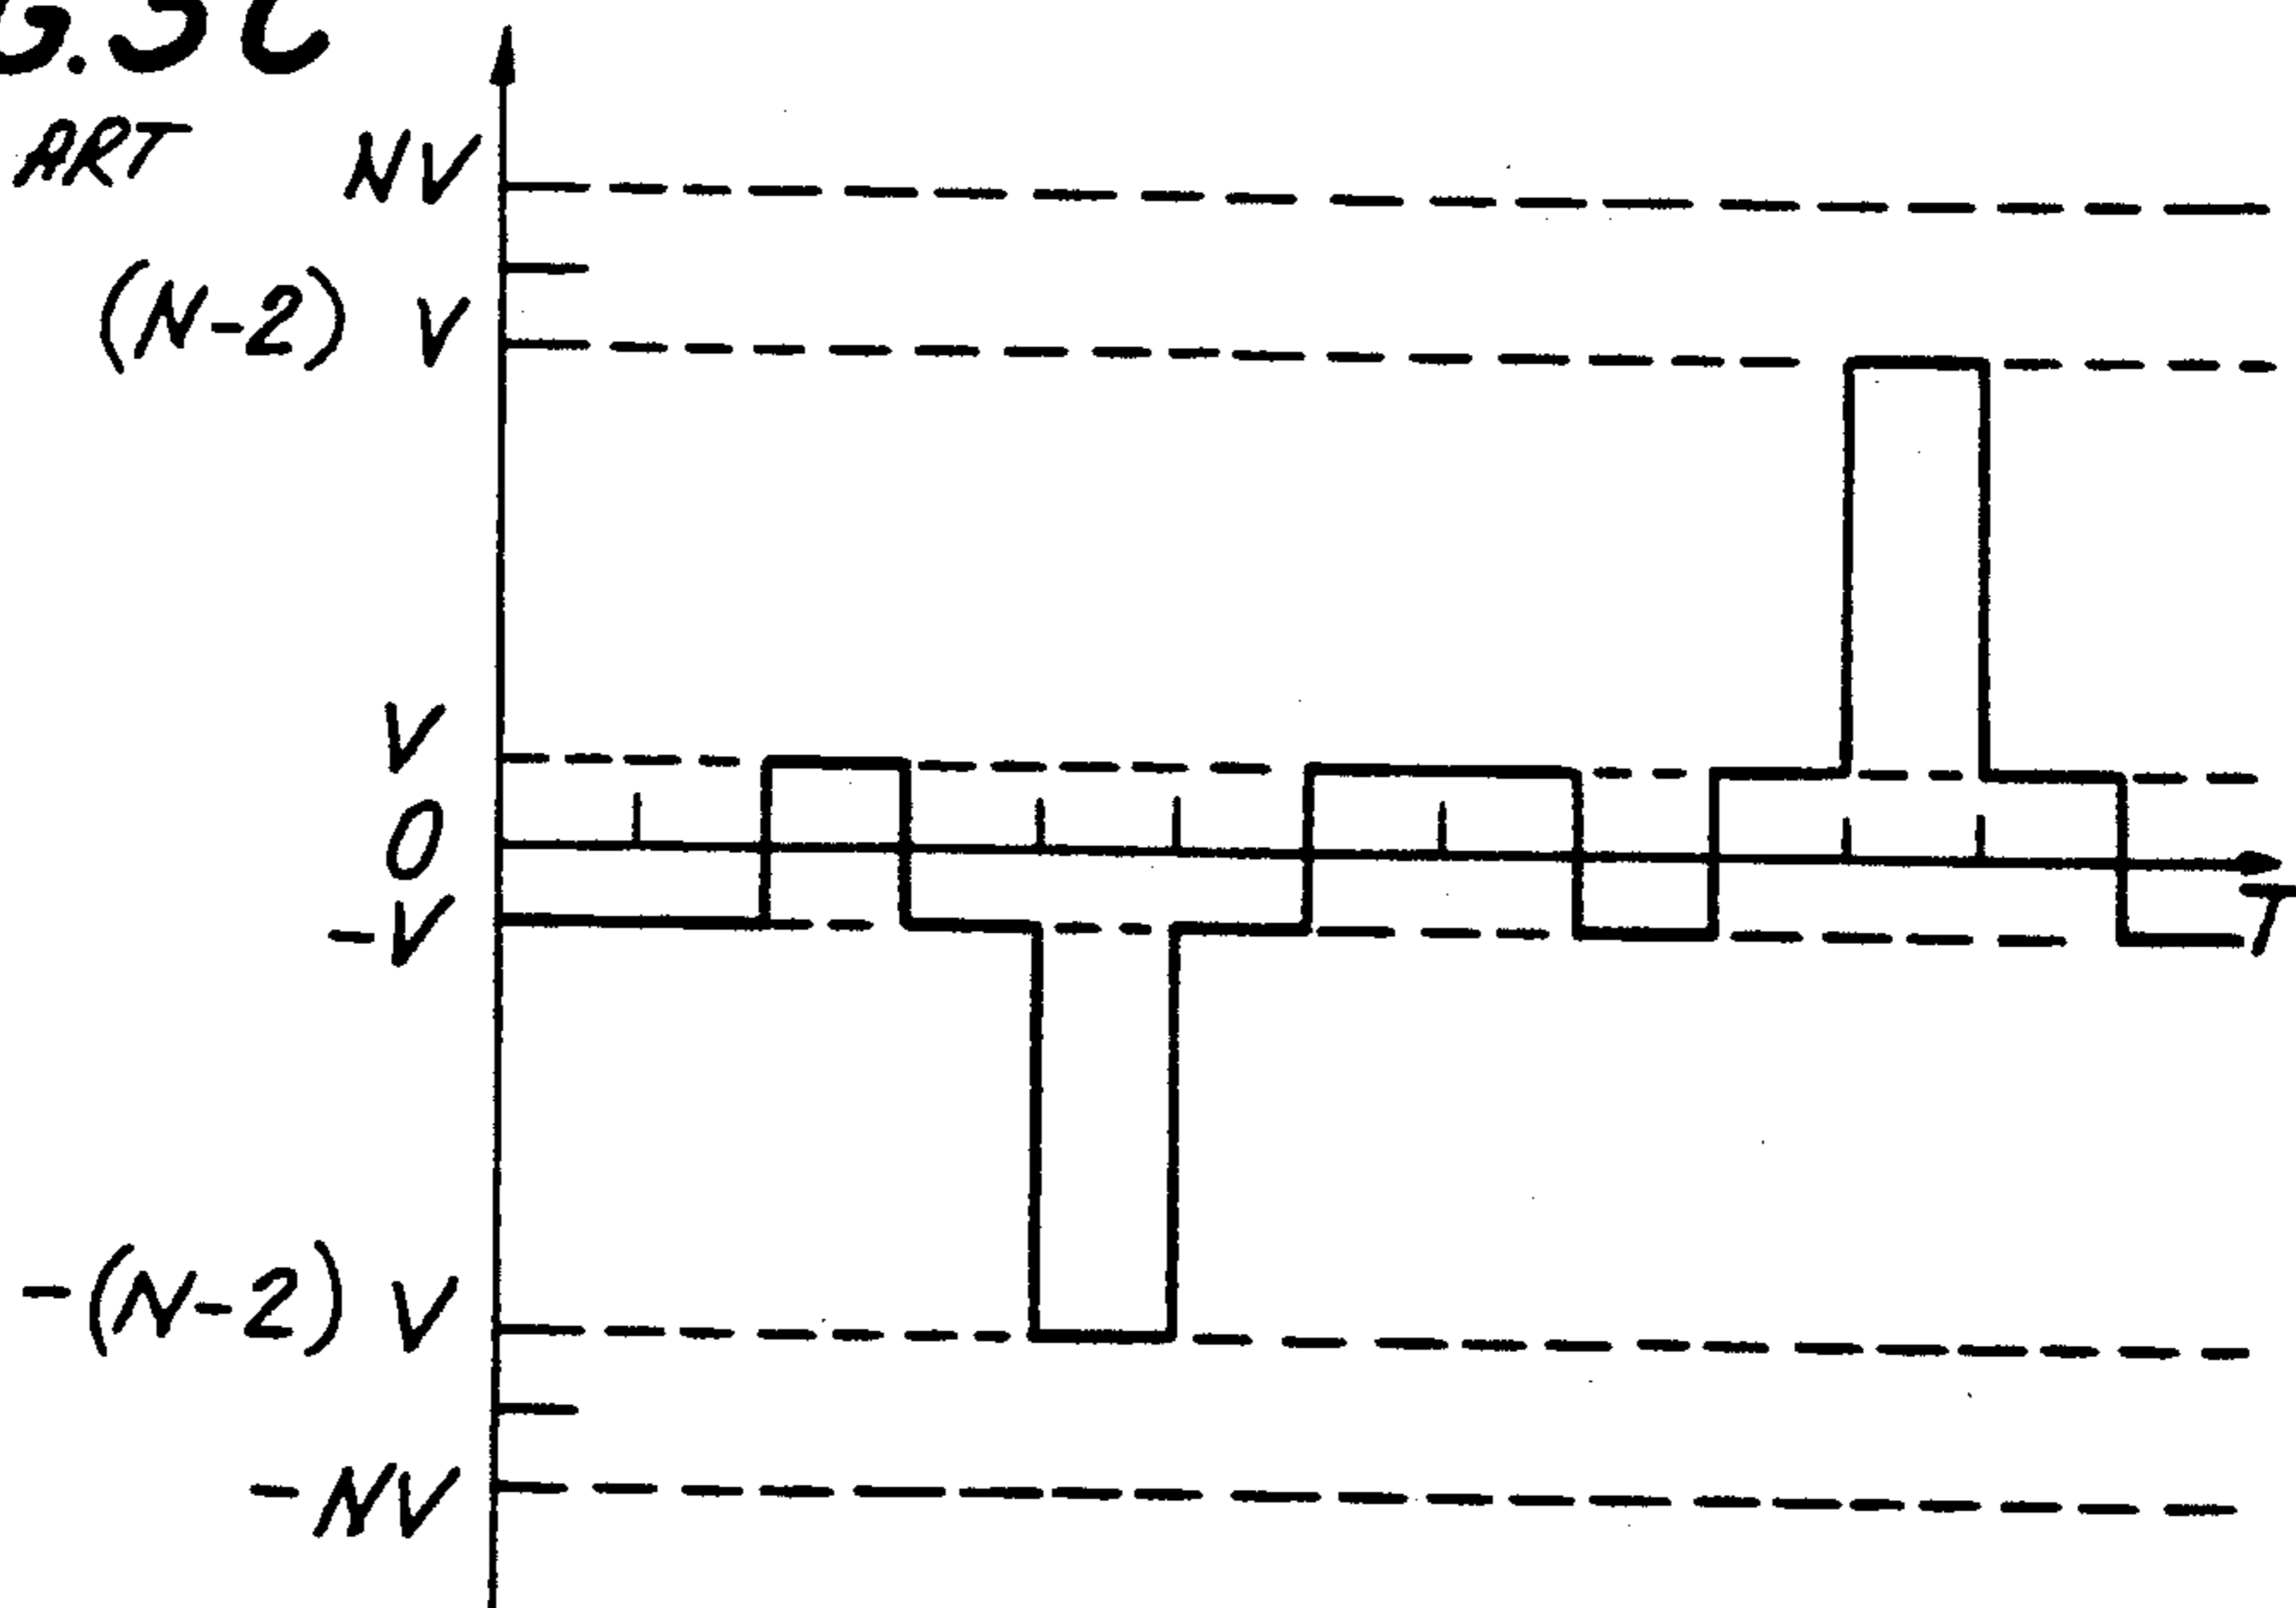 G.3C
ART
NV
(N-2) V
V
0
-V
T
-(N-2) V
-NV